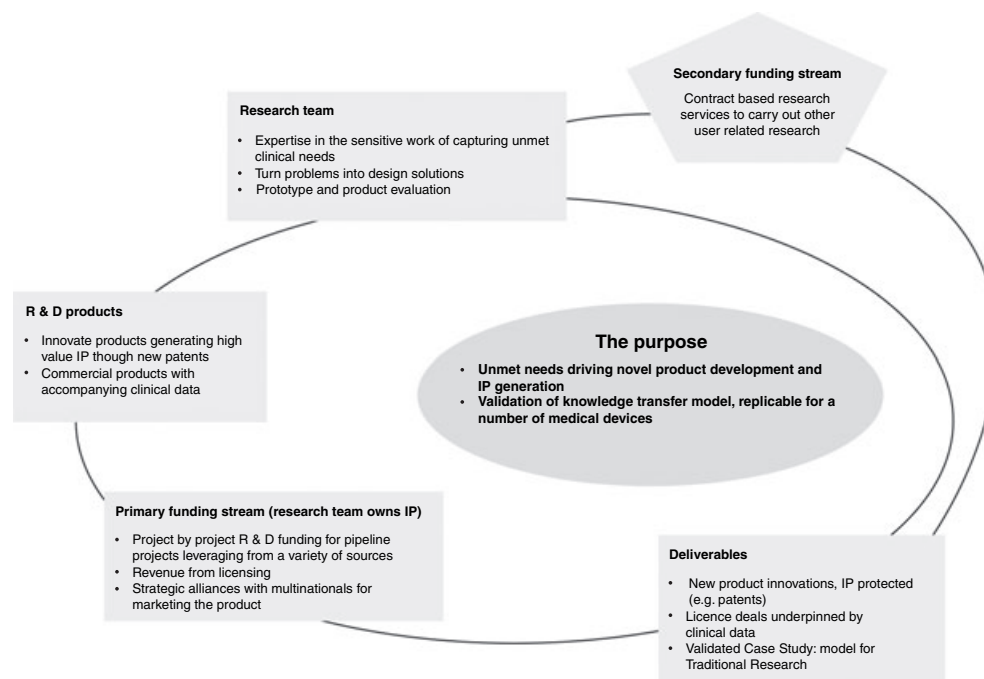 Secondary funding stream
Contract based research
services to carry out other
user related research
Research team
• Expertise in the sensitive work of capturing unmet
clinical needs
• Turn problems into design solutions
• Prototype and product evaluation
R & D products
• Innovate products generating high
value IP though new patents
• Commercial products with
accompanying clinical data
The purpose
• Unmet needs driving novel product development and
IP generation
• Validation of knowledge transfer model, replicable for a
number of medical devices
Primary funding stream (research team owns IP)
• Project by project R & D funding for pipeline
projects leveraging from a variety of sources
• Revenue from licensing
• Strategic alliances with multinationals for
marketing the product
Deliverables
• New product innovations, IP protected
(e.g. patents)
• Licence deals underpinned by
clinical data
• Validated Case Study: model for
Traditional Research